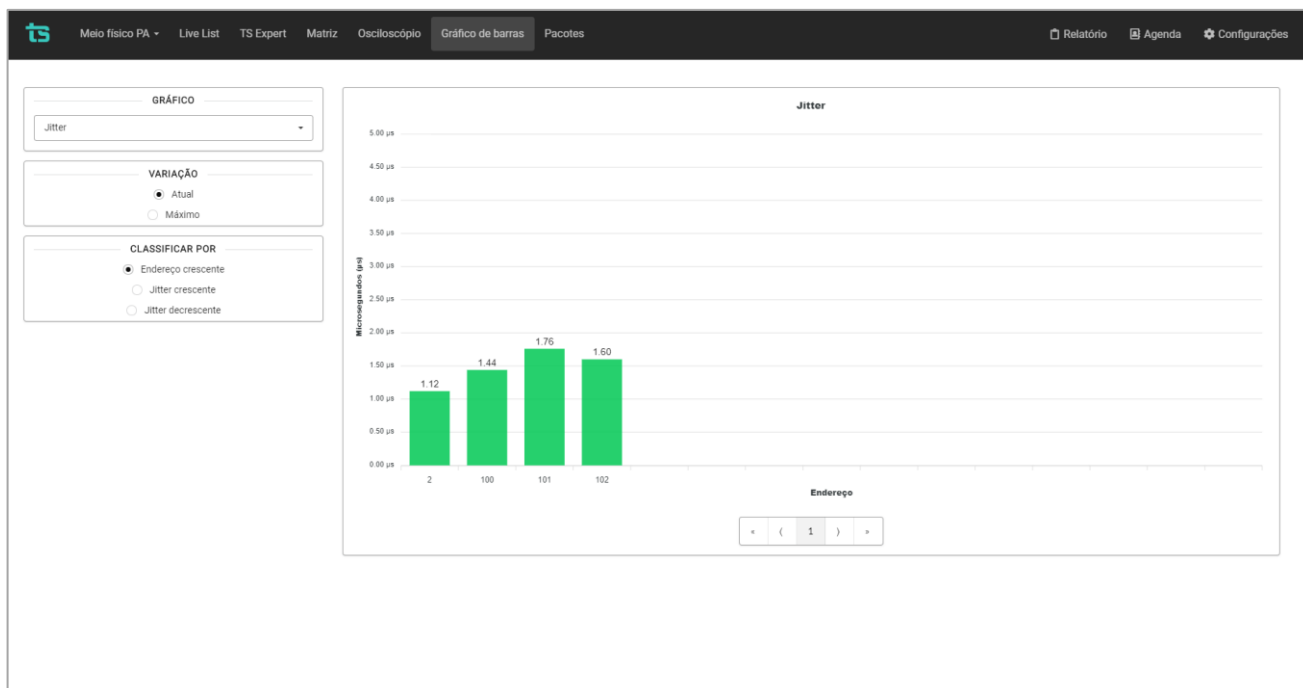 ts Meio físico PA Live List TS Expert Matriz Osciloscópio Gráfico de barras Pacotes Relatório Agenda Configurações
GRÁFICO
Jitter
VARIAÇÃO
Atual
Máximo
CLASSIFICAR POR
Endereço crescente
Jitter crescente
Jitter decrescente
Jitter
Microsegundos (µs)
5.00 µs
4.50 µs
4.00 µs
3.50 µs
3.00 µs
2.50 µs
2.00 µs
1.50 µs
1.00 µs
0.50 µs
0.00 µs
1.12
1.44
1.76
1.60
2 100 101 102
Endereço
« ⟨ 1 ⟩ »